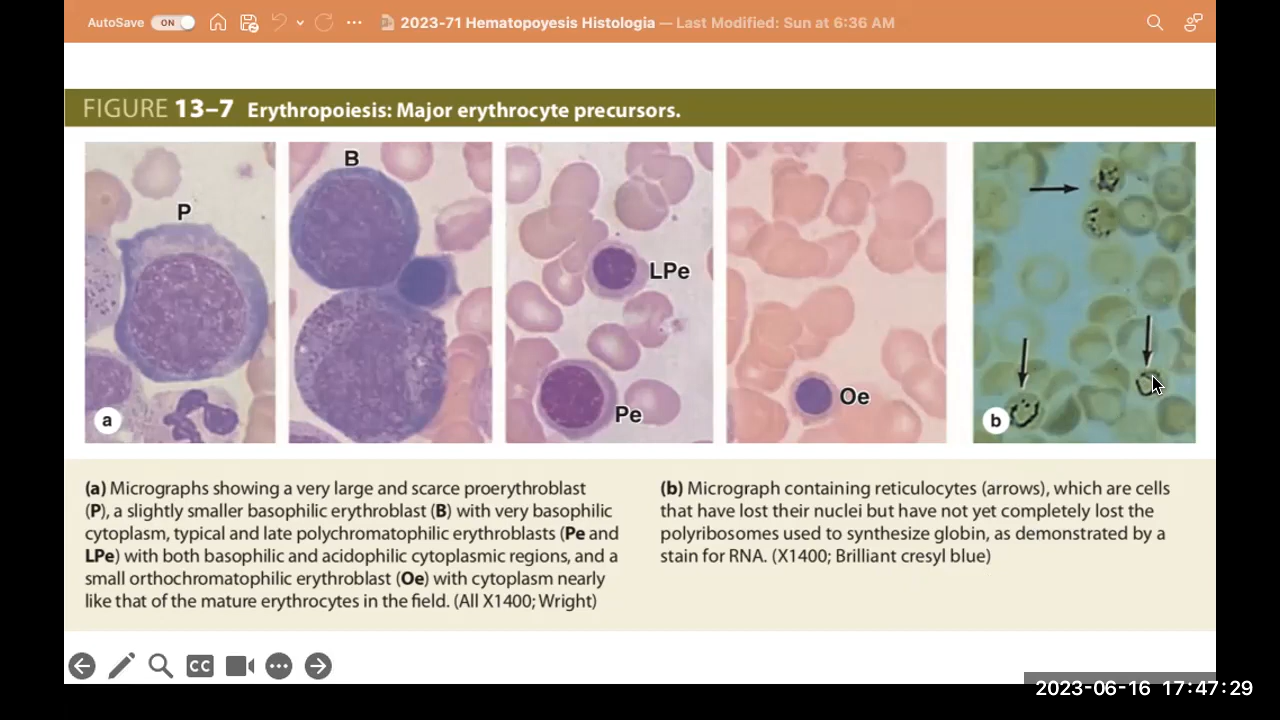 AutoSave ON 2023-71 Hematopoyesis Histologia — Last Modified: Sun at 6:36 AM
FIGURE 13–7 Erythropoiesis: Major erythrocyte precursors.
P
B
LPe
Pe
Oe
a
b
(a) Micrographs showing a very large and scarce proerythroblast
(P), a slightly smaller basophilic erythroblast (B) with very basophilic
cytoplasm, typical and late polychromatophilic erythroblasts (Pe and
LPe) with both basophilic and acidophilic cytoplasmic regions, and a
small orthochromatophilic erythroblast (Oe) with cytoplasm nearly
like that of the mature erythrocytes in the field. (All X1400; Wright)
(b) Micrograph containing reticulocytes (arrows), which are cells
that have lost their nuclei but have not yet completely lost the
polyribosomes used to synthesize globin, as demonstrated by a
stain for RNA. (X1400; Brilliant cresyl blue)
CC
2023-06-16 17:47:29